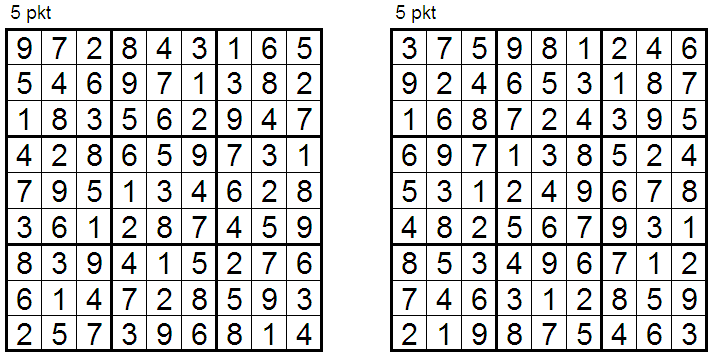 5 pkt
9 7 2 8 4 3 1 6 5
5 4 6 9 7 1 3 8 2
1 8 3 5 6 2 9 4 7
4 2 8 6 5 9 7 3 1
7 9 5 1 3 4 6 2 8
3 6 1 2 8 7 4 5 9
8 3 9 4 1 5 2 7 6
6 1 4 7 2 8 5 9 3
2 5 7 3 9 6 8 1 4
5 pkt
3 7 5 9 8 1 2 4 6
9 2 4 6 5 3 1 8 7
1 6 8 7 2 4 3 9 5
6 9 7 1 3 8 5 2 4
5 3 1 2 4 9 6 7 8
4 8 2 5 6 7 9 3 1
8 5 3 4 9 6 7 1 2
7 4 6 3 1 2 8 5 9
2 1 9 8 7 5 4 6 3